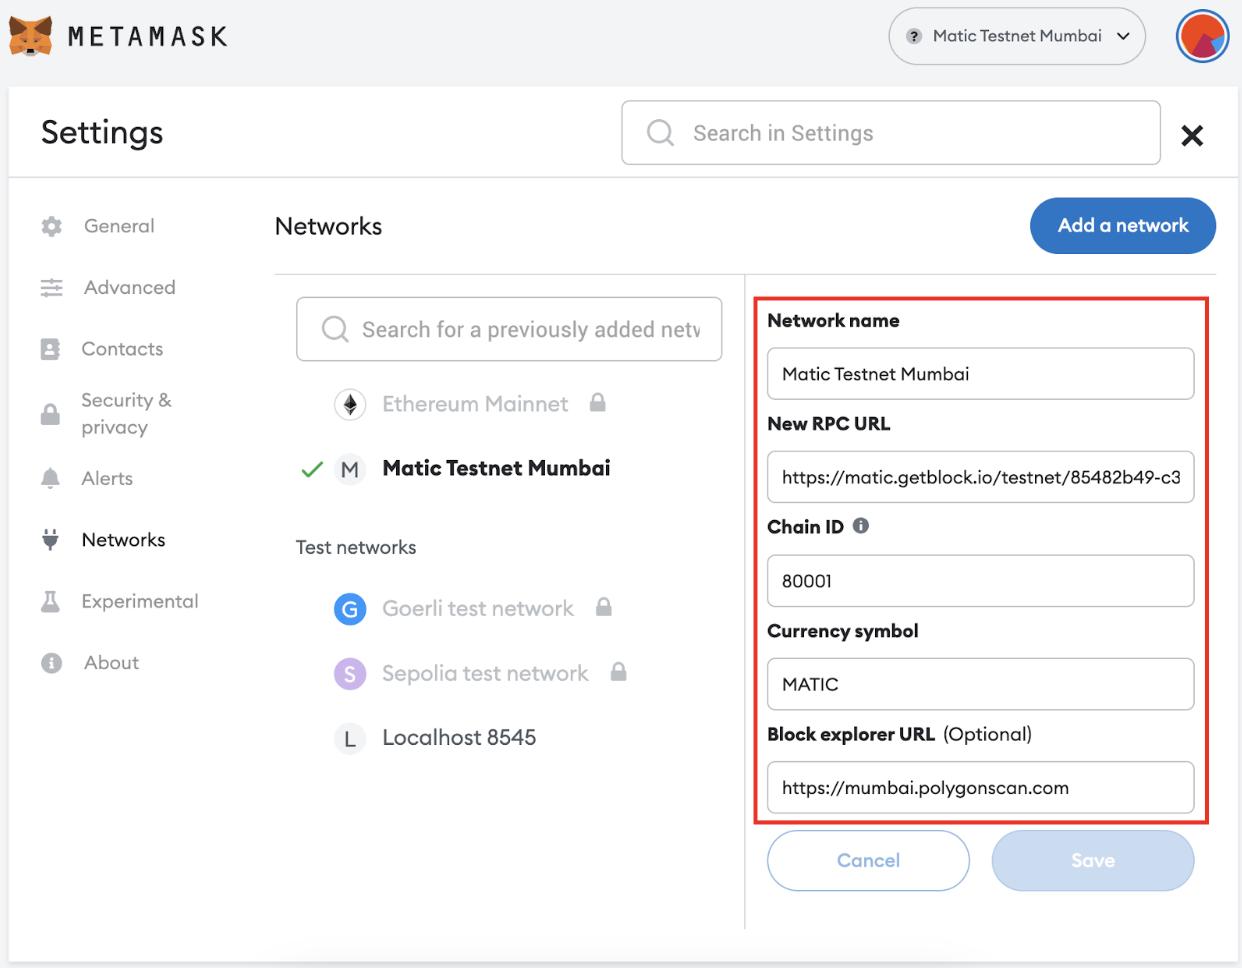 METAMASK
? Matic Testnet Mumbai
Settings
Search in Settings
General
Advanced
Contacts
Security &
privacy
Alerts
Networks
Experimental
About
Networks
Add a network
Search for a previously added netw
Ethereum Mainnet
M Matic Testnet Mumbai
Test networks
G Goerli test network
S Sepolia test network
L Localhost 8545
Network name
Matic Testnet Mumbai
New RPC URL
https://matic.getblock.io/testnet/85482b49-c3
Chain ID
80001
Currency symbol
MATIC
Block explorer URL (Optional)
https://mumbai.polygonscan.com
Cancel
Save